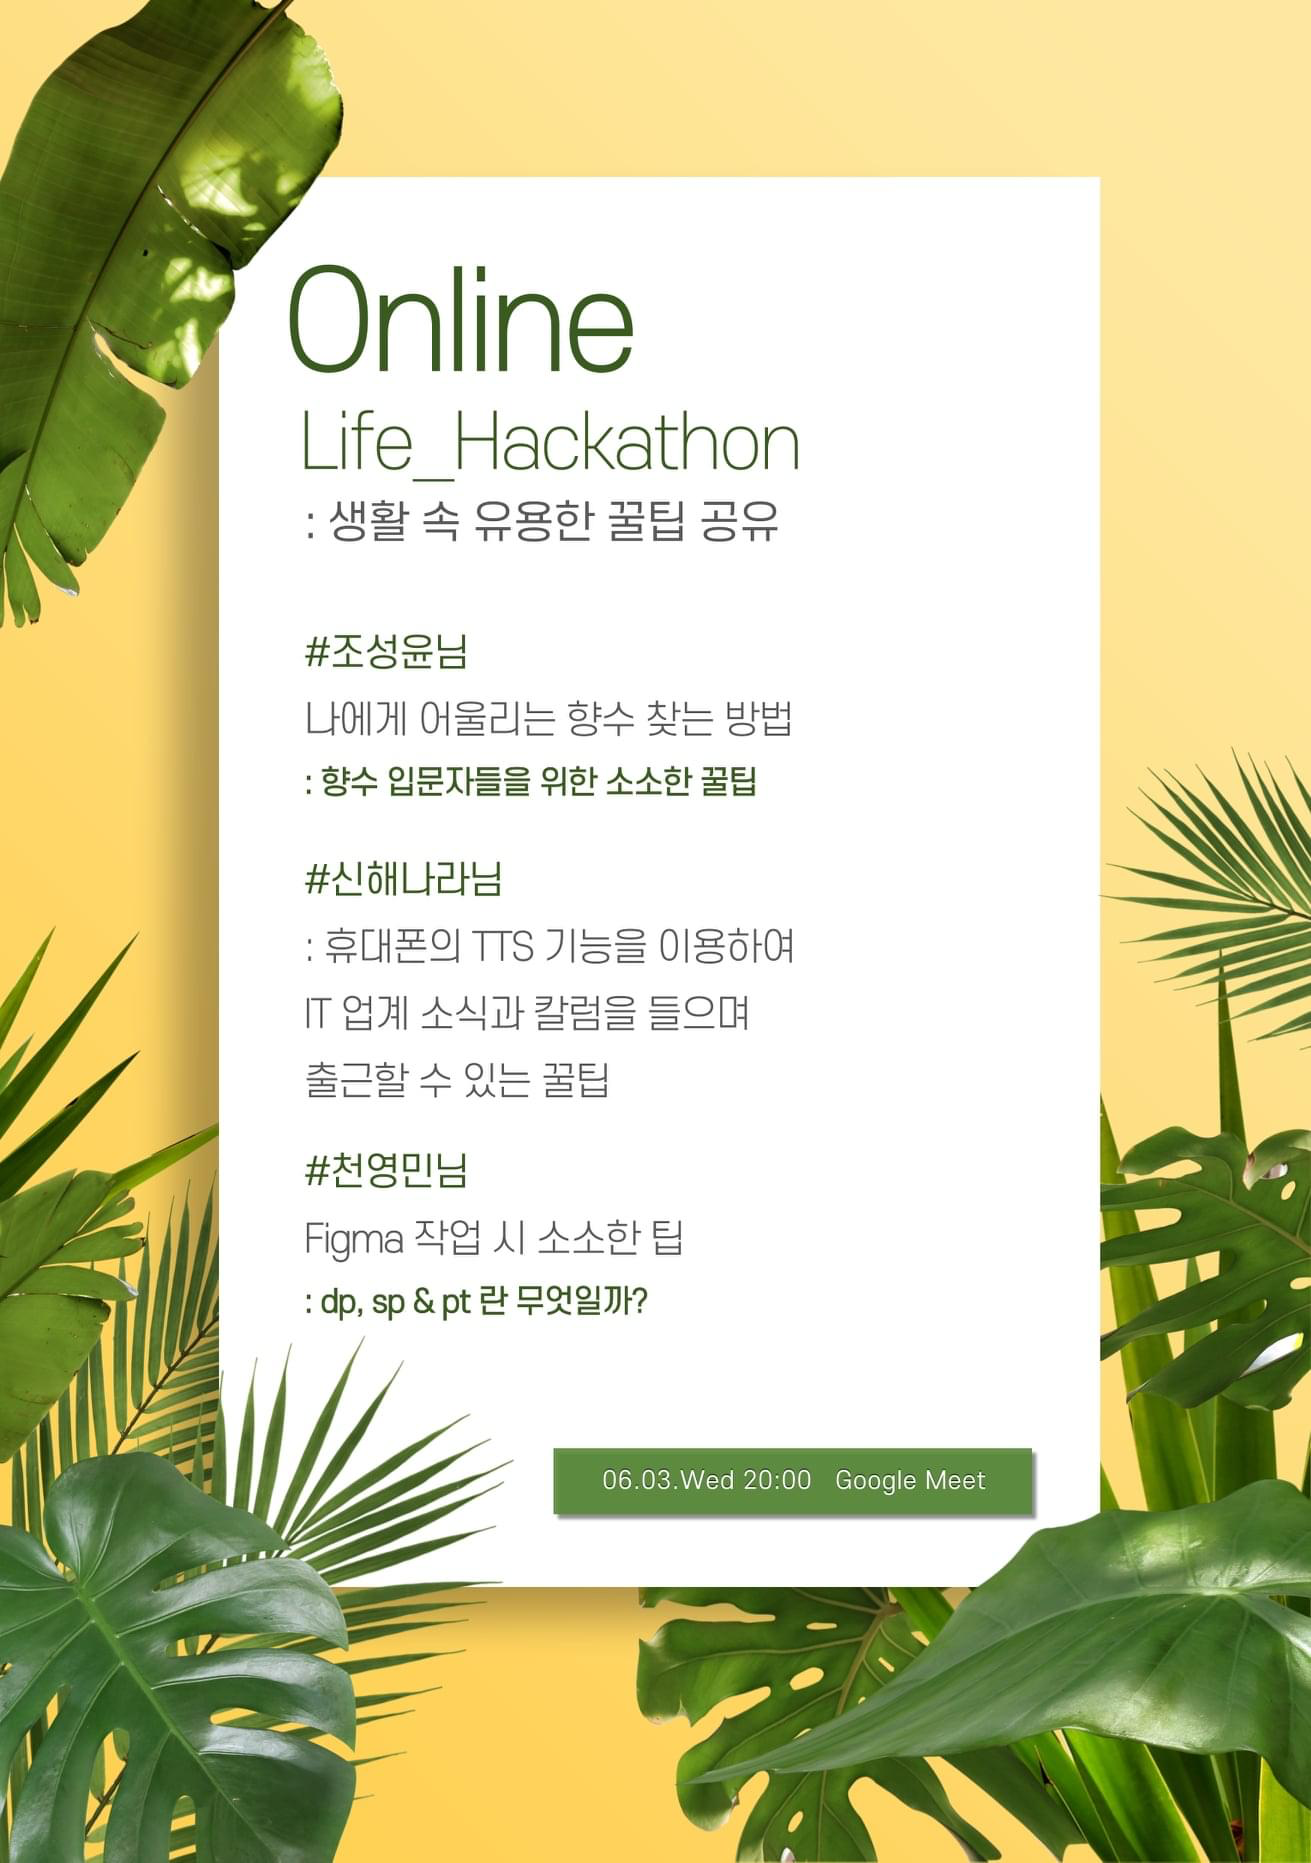 Online
Life_Hackathon
: 생활 속 유용한 꿀팁 공유
#조성윤님
나에게 어울리는 향수 찾는 방법
: 향수 입문자들을 위한 소소한 꿀팁
#신해나라님
: 휴대폰의 TTS 기능을 이용하여
IT 업계 소식과 칼럼을 들으며
출근할 수 있는 꿀팁
#천영민님
Figma 작업 시 소소한 팁
: dp, sp & pt 란 무엇일까?
06.03.Wed 20:00 Google Meet